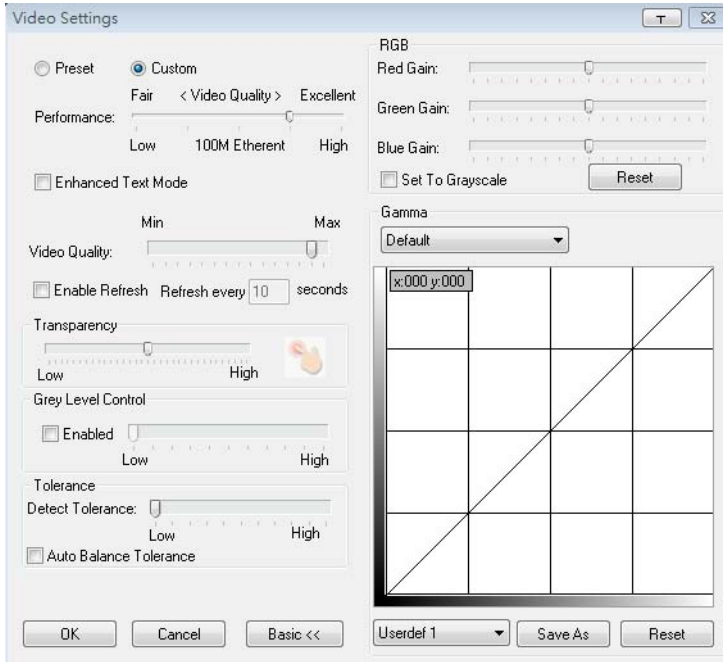 Video Settings
T
Preset
Custom
Fair < Video Quality > Excellent
Performance:
Low 100M Etherent High
Enhanced Text Mode
Min Max
Video Quality:
Enable Refresh Refresh every 10 seconds
Transparency
Low High
Grey Level Control
Enabled
Low High
Tolerance
Detect Tolerance:
Low High
Auto Balance Tolerance
OK Cancel Basic <<
RGB
Red Gain:
Green Gain:
Blue Gain:
Set To Grayscale Reset
Gamma
Default
x:000 y:000
Userdef 1 Save As Reset